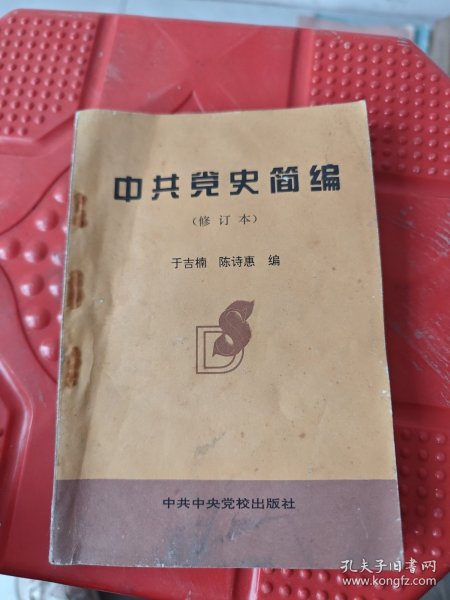 中共党史简编
(修订本)
于吉楠 陈诗惠 编
DS
中共中央党校出版社
孔夫子旧书网
www.kongfz.com